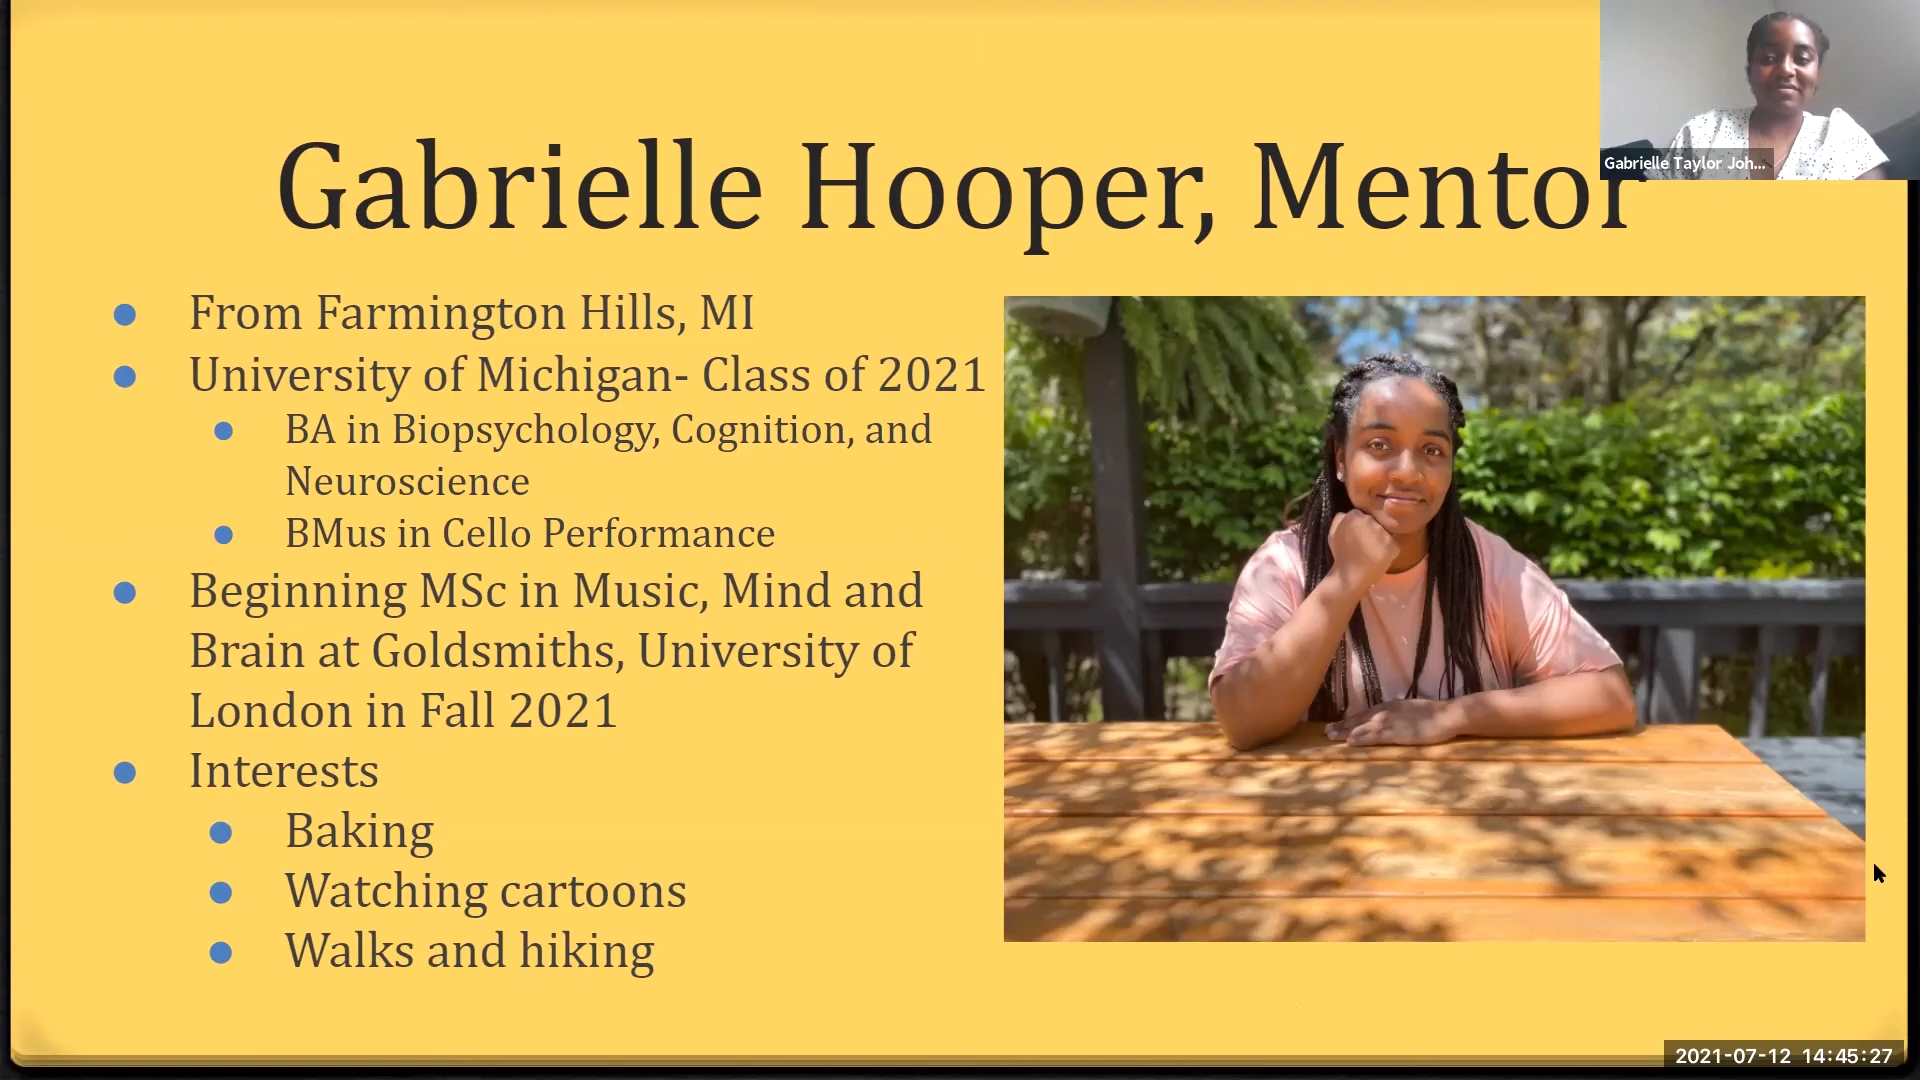 Gabrielle Taylor Joh...
Gabrielle Hooper, Mentor
From Farmington Hills, MI
University of Michigan- Class of 2021
BA in Biopsychology, Cognition, and
Neuroscience
BMus in Cello Performance
Beginning MSc in Music, Mind and
Brain at Goldsmiths, University of
London in Fall 2021
Interests
Baking
Watching cartoons
Walks and hiking
2021-07-12 14:45:27